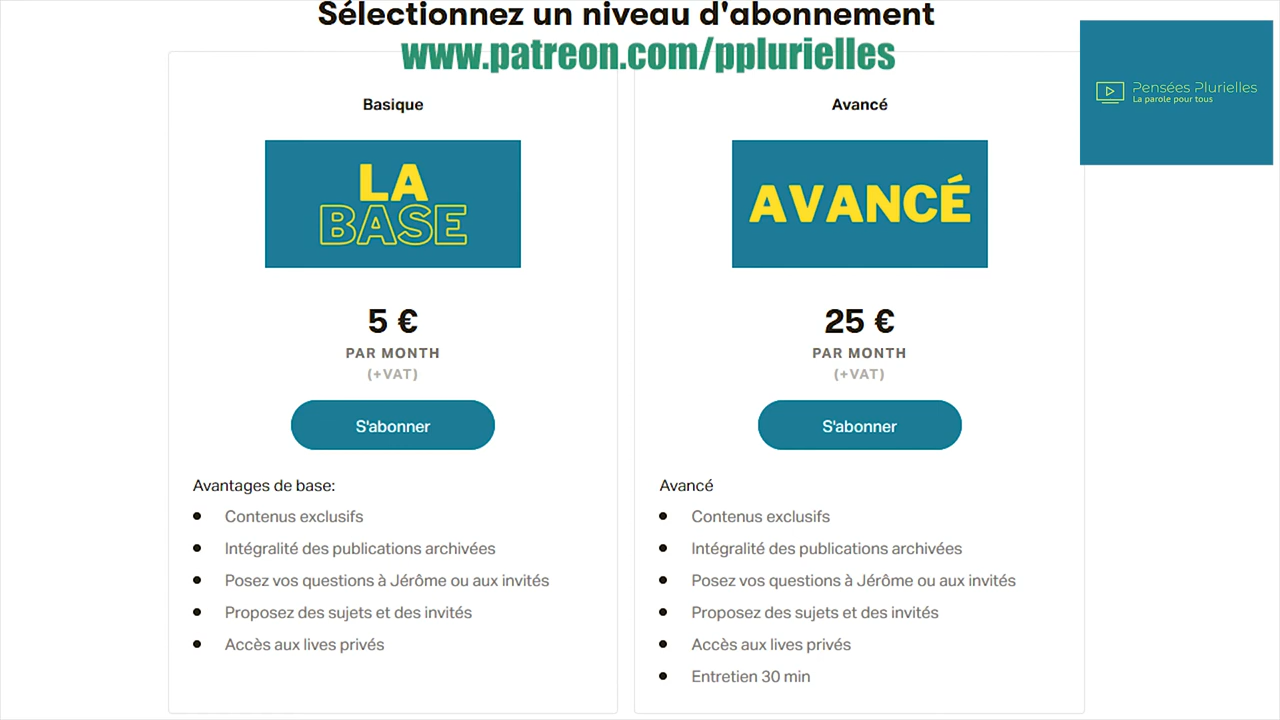 Sélectionnez un niveau d'abonnement
www.patreon.com/pplurielles
Pensées Plurielles
La parole pour tous
Basique
LA
BASE
5 €
PAR MONTH
(+VAT)
S'abonner
Avantages de base:
Contenus exclusifs
Intégralité des publications archivées
Posez vos questions à Jérôme ou aux invités
Proposez des sujets et des invités
Accès aux lives privés
Avancé
AVANCÉ
25 €
PAR MONTH
(+VAT)
S'abonner
Avancé
Contenus exclusifs
Intégralité des publications archivées
Posez vos questions à Jérôme ou aux invités
Proposez des sujets et des invités
Accès aux lives privés
Entretien 30 min